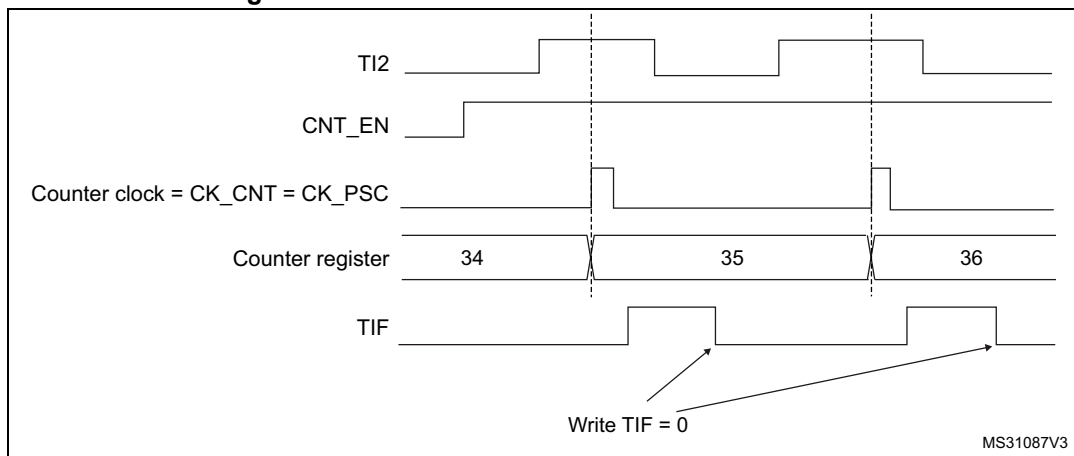 TI2
CNT_EN
Counter clock = CK_CNT = CK_PSC
Counter register 34 35 36
TIF
Write TIF = 0
MS31087V3